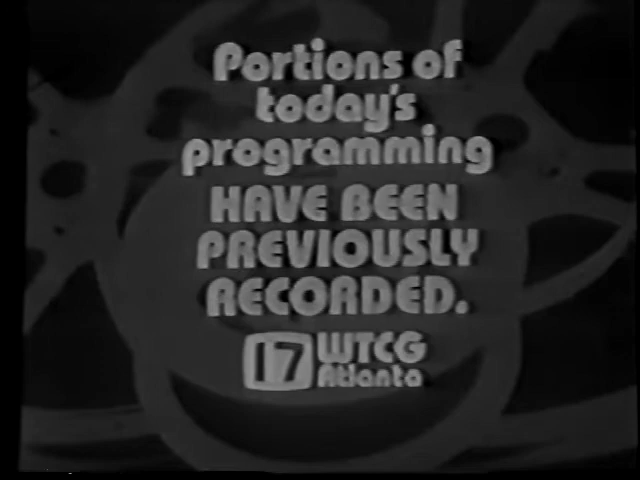 Portions of
today's
programming
HAVE BEEN
PREVIOUSLY
RECORDED.
17 WTCG
Atlanta